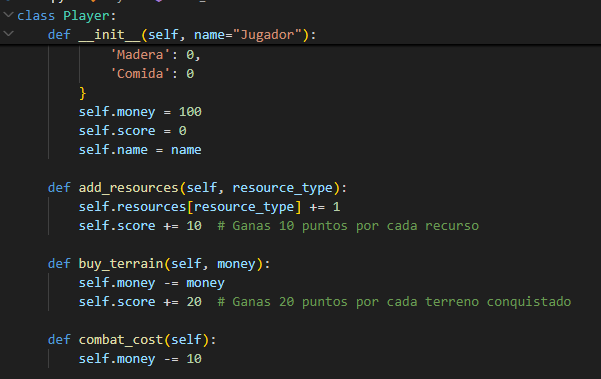 class Player:
    def __init__(self, name="Jugador"):
            'Madera': 0,
            'Comida': 0
        }
        self.money = 100
        self.score = 0
        self.name = name
    def add_resources(self, resource_type):
        self.resources[resource_type] += 1
        self.score += 10  # Ganas 10 puntos por cada recurso
    def buy_terrain(self, money):
        self.money -= money
        self.score += 20  # Ganas 20 puntos por cada terreno conquistado
    def combat_cost(self):
        self.money -= 10